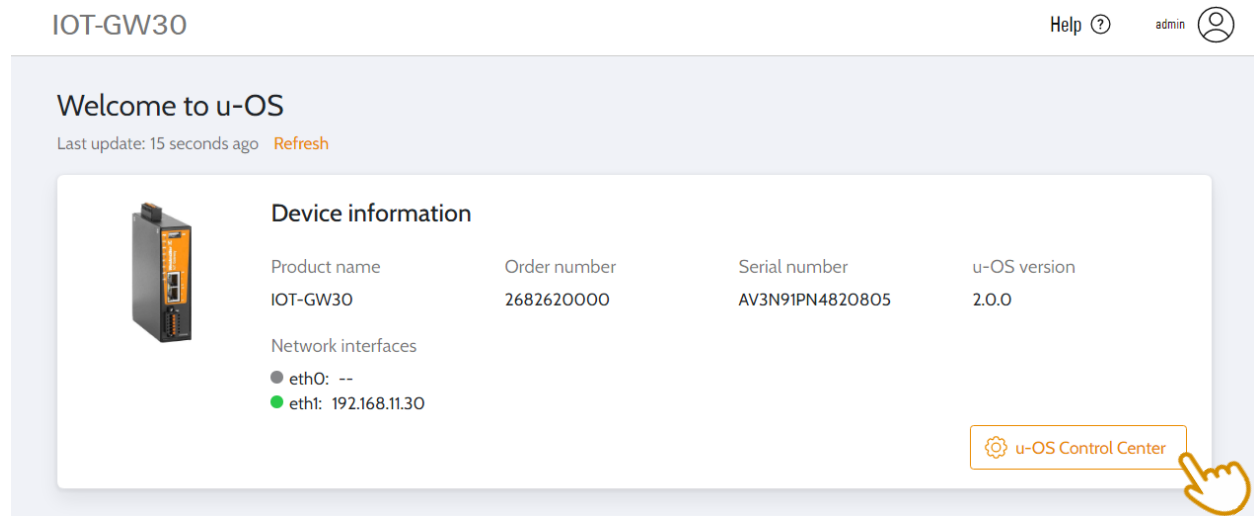 IOT-GW30
Help ?
admin
Welcome to u-OS
Last update: 15 seconds ago Refresh
Device information
Product name Order number Serial number u-OS version
IOT-GW30 2682620000 AV3N91PN4820805 2.0.0
Network interfaces
eth0: --
eth1: 192.168.11.30
u-OS Control Center